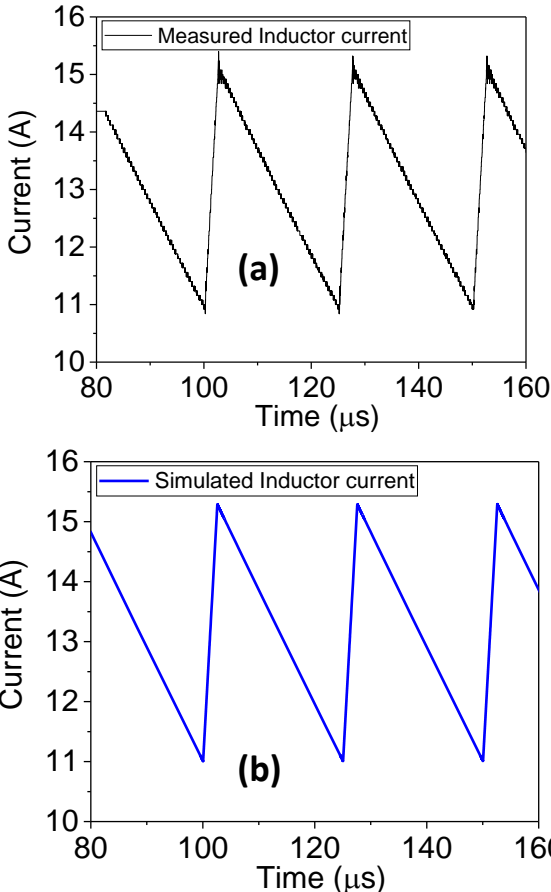 16
Measured Inductor current
15
14
13
12
11
10
Current (A)
(a)
80 100 120 140 160
Time (μs)
16
Simulated Inductor current
15
14
13
12
11
10
Current (A)
(b)
80 100 120 140 160
Time (μs)